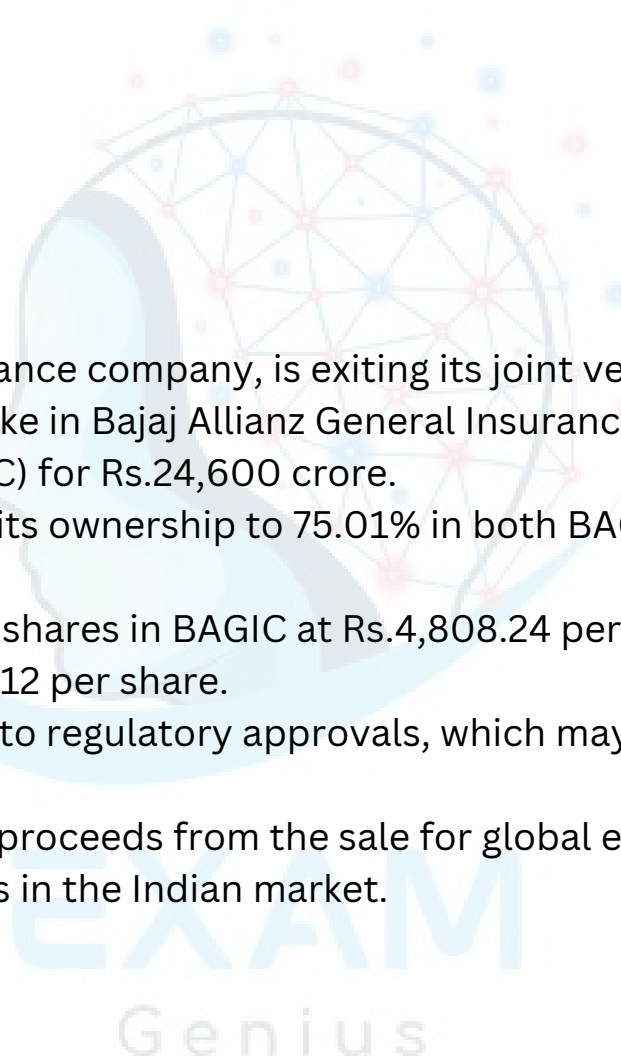 ance company, is exiting its joint ve
ke in Bajaj Allianz General Insuranc
C) for Rs.24,600 crore.
its ownership to 75.01% in both BAG
shares in BAGIC at Rs.4,808.24 per
12 per share.
to regulatory approvals, which may
proceeds from the sale for global e
s in the Indian market.
EXAM
Genius